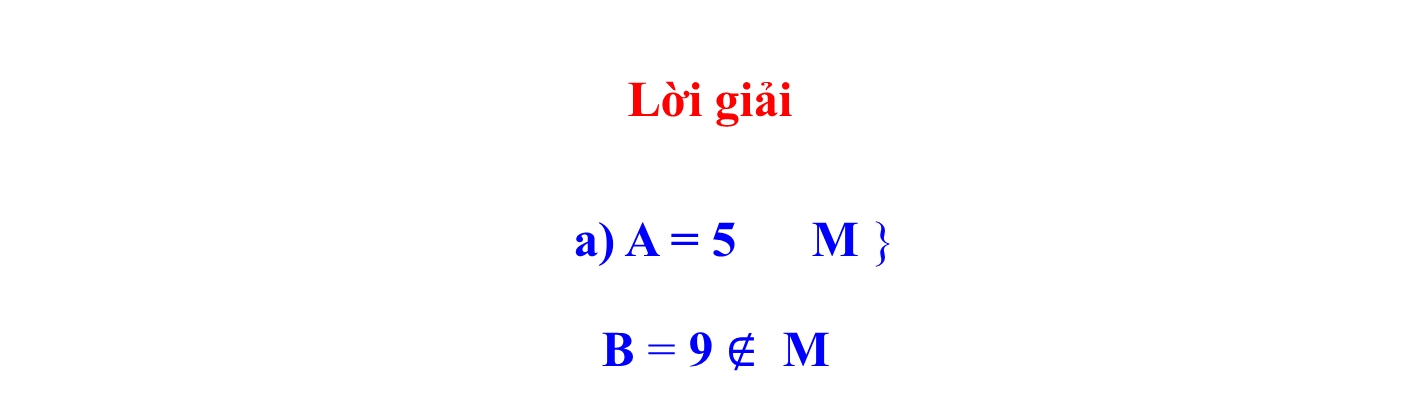 Lời giải
a) A = 5 M }
B = 9 ∉ M